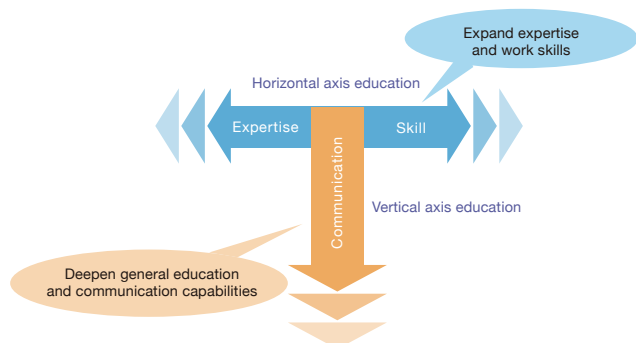 Expand expertise
and work skills
Horizontal axis education
Expertise
Skill
Communication
Vertical axis education
Deepen general education
and communication capabilities